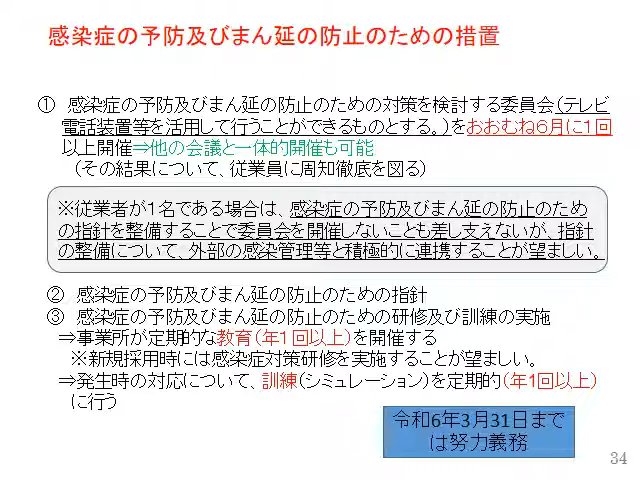 感染症の予防及びまん延の防止のための措置
① 感染症の予防及びまん延の防止のための対策を検討する委員会（テレビ
電話装置等を活用して行うことができるものとする。）をおおむね６月に１回
以上開催⇒他の会議と一体的開催も可能
（その結果について、従業員に周知徹底を図る）
※従業者が１名である場合は、感染症の予防及びまん延の防止のため
の指針を整備することで委員会を開催しないことも差し支えないが、指針
の整備について、外部の感染管理等と積極的に連携することが望ましい。
② 感染症の予防及びまん延の防止のための指針
③ 感染症の予防及びまん延の防止のための研修及び訓練の実施
⇒事業所が定期的な教育（年１回以上）を開催する
※新規採用時には感染症対策研修を実施することが望ましい。
⇒発生時の対応について、訓練（シミュレーション）を定期的（年1回以上）
に行う
令和6年3月31日まで
は努力義務
34